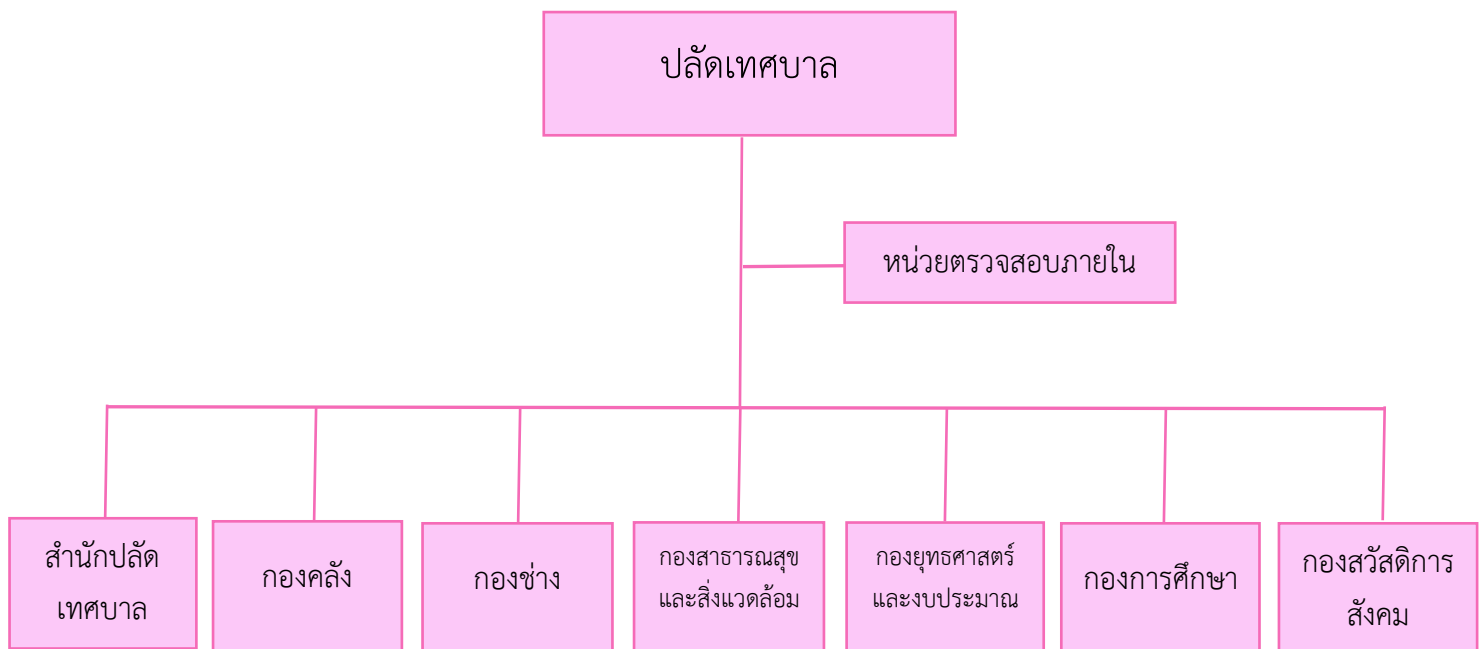 ปลัดเทศบาล
หน่วยตรวจสอบภายใน
สำนักปลัด
เทศบาล
กองคลัง
กองช่าง
กองสาธารณสุข
และสิ่งแวดล้อม
กองยุทธศาสตร์
และงบประมาณ
กองการศึกษา
กองสวัสดิการ
สังคม